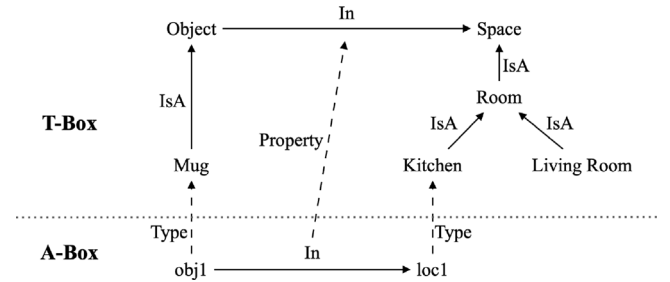 In
Object Space
IsA
Room
IsA
T-Box
Property
IsA IsA
Mug Kitchen Living Room
Type Type
A-Box
In
obj1 loc1